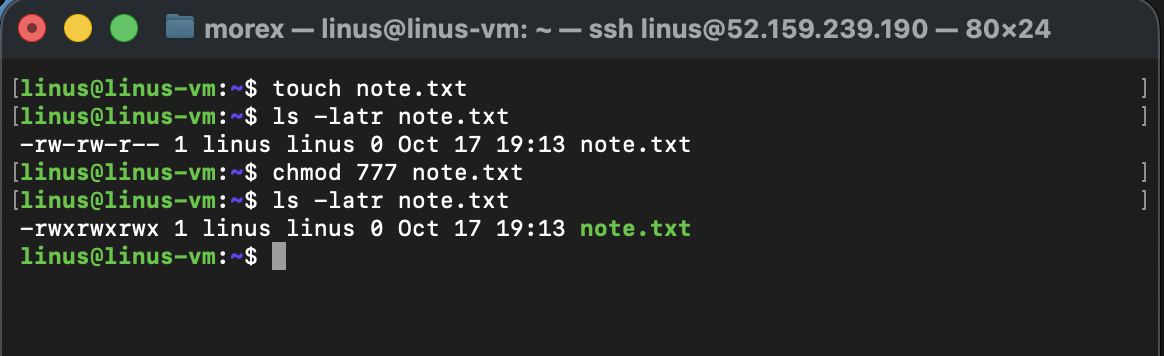 morex — linus@linus-vm: ~ — ssh linus@52.159.239.190 — 80×24
[linus@linus-vm:~$ touch note.txt ]
[linus@linus-vm:~$ ls -latr note.txt ]
-rw-rw-r-- 1 linus linus 0 Oct 17 19:13 note.txt
[linus@linus-vm:~$ chmod 777 note.txt ]
[linus@linus-vm:~$ ls -latr note.txt ]
-rwxrwxrwx 1 linus linus 0 Oct 17 19:13 note.txt
linus@linus-vm:~$